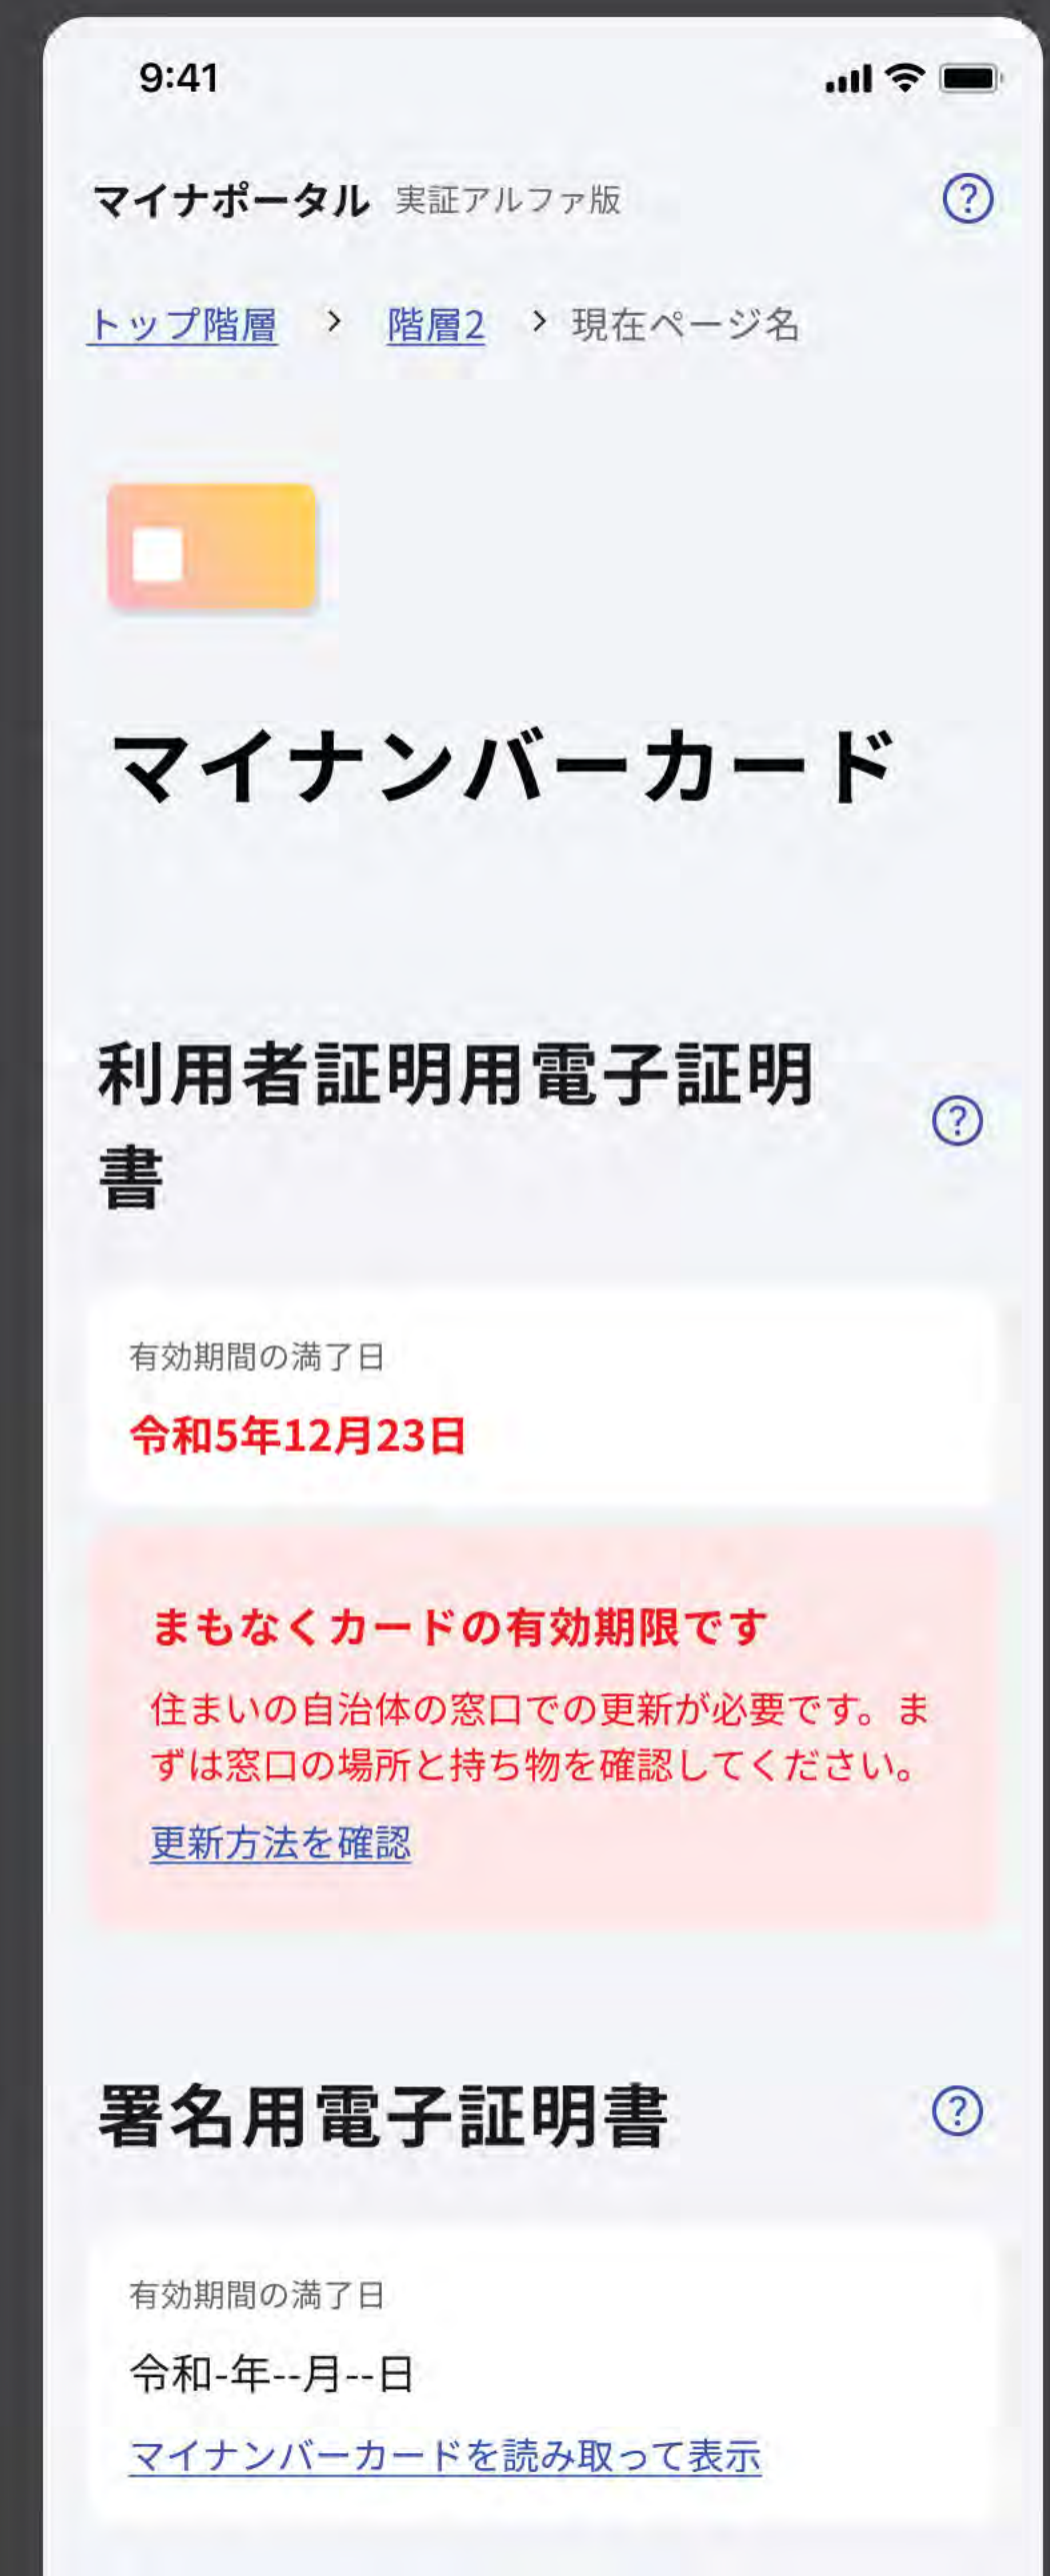 9:41
マイナポータル 実証アルファ版
トップ階層 > 階層2 > 現在ページ名
マイナンバーカード
利用者証明用電子証明
書
有効期間の満了日
令和5年12月23日
まもなくカードの有効期限です
住まいの自治体の窓口での更新が必要です。ま
ずは窓口の場所と持ち物を確認してください。
更新方法を確認
署名用電子証明書
有効期間の満了日
令和-年--月--日
マイナンバーカードを読み取って表示